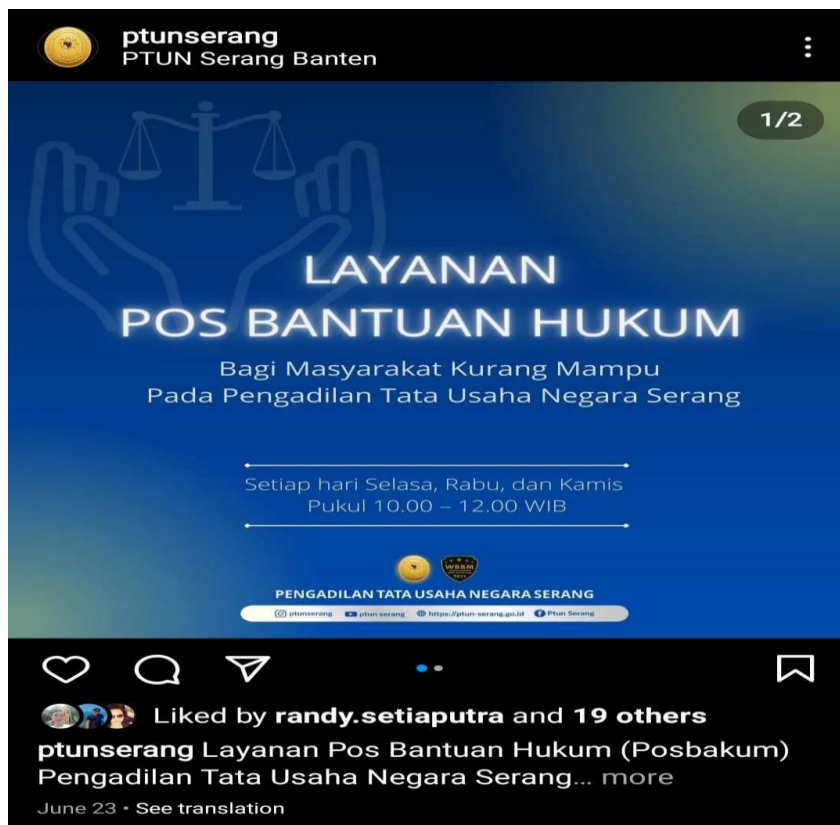 ptunserang
PTUN Serang Banten
1/2
LAYANAN
POS BANTUAN HUKUM
Bagi Masyarakat Kurang Mampu
Pada Pengadilan Tata Usaha Negara Serang
Setiap hari Selasa, Rabu, dan Kamis
Pukul 10.00 – 12.00 WIB
WBBM
PENGADILAN TATA USAHA NEGARA SERANG
ptunserang ptun serang https://ptun-serang.go.id Ptun Serang
Liked by randy.setiaputra and 19 others
ptunserang Layanan Pos Bantuan Hukum (Posbakum)
Pengadilan Tata Usaha Negara Serang... more
June 23 • See translation